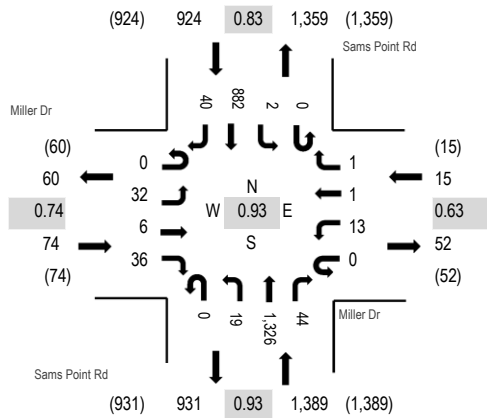 (924) 924 0.83 1,359 (1,359)
Sams Point Rd
40 882 2 0
Miller Dr
(60) (15)
60 0 1 15
32 N 1
0.74 W 0.93 E 0.63
6 S 13
74 36 0 52
(74) (52)
0 19 1,326 44
Miller Dr
Sams Point Rd
(931) 931 0.93 1,389 (1,389)